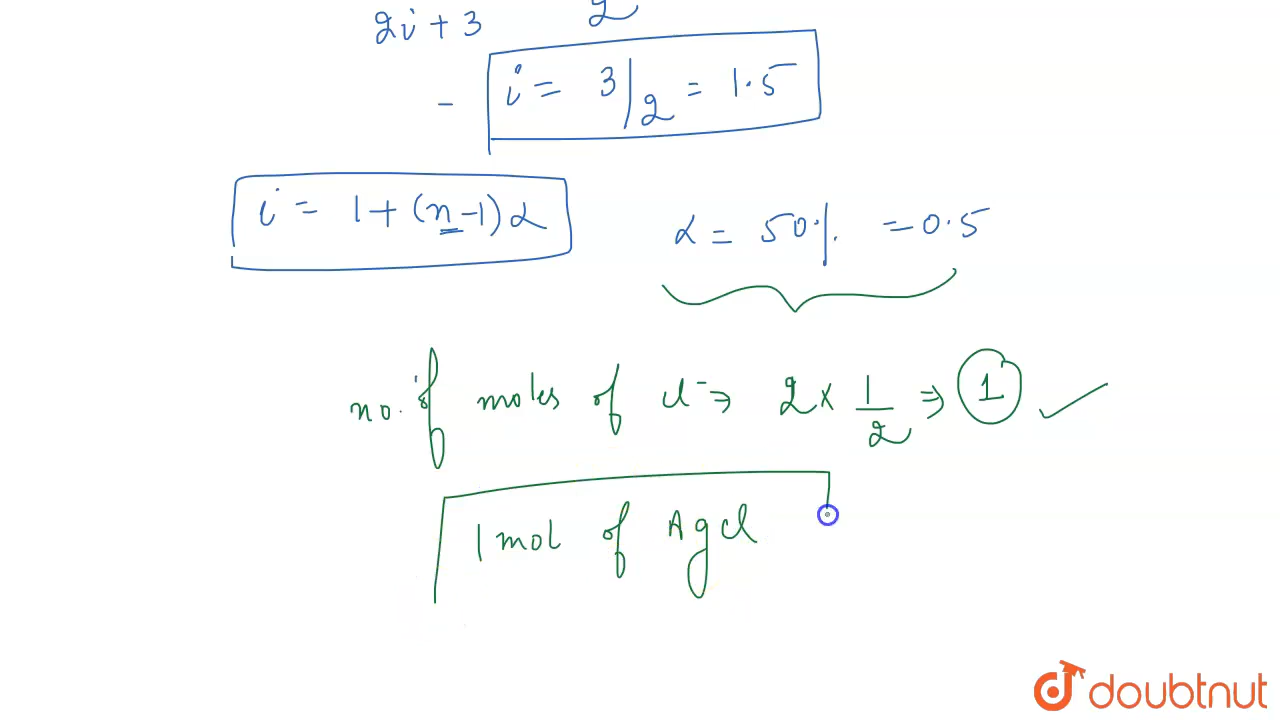 2i + 3 2
- i = 3/2 = 1.5
i = 1+(n-1)α
α = 50% = 0.5
no. of moles of Cl⁻ ⇒ 2 × 1/2 ⇒ 1 ✓
1 mol of AgCl
doubtnut